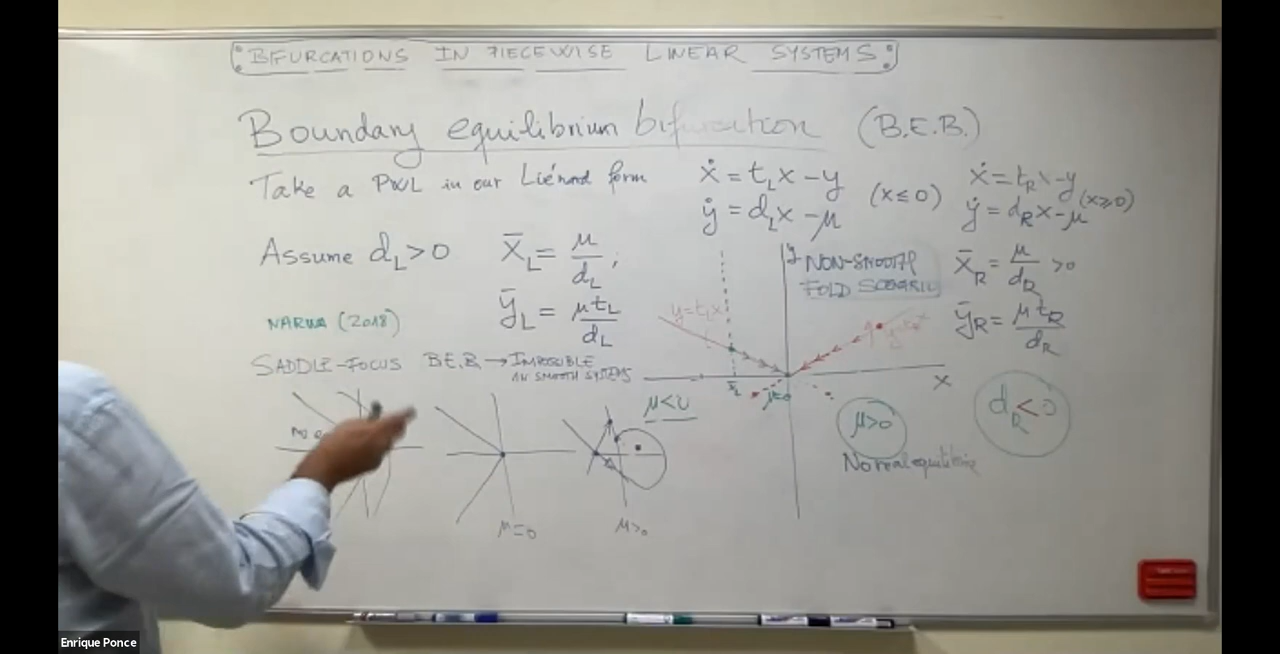 BIFURCATIONS IN PIECEWISE LINEAR SYSTEMS
Boundary equilibrium bifurcation (B.E.B.)
Take a PWL in our Liénard form
ẋ = t_L x − y
ẏ = d_L x − μ
(x ≤ 0)
ẋ = t_R x − y
ẏ = d_R x − μ
(x ≥ 0)
Assume d_L > 0
x̄_L = μ/d_L ;
ȳ_L = μ t_L/d_L
y
NON-SMOOTH
FOLD SCENARIO
x̄_R = μ/d_R > 0
ȳ_R = μ t_R/d_R
y = t_L x
NARWA (2018)
SADDLE-FOCUS B.E.B. → IMPOSSIBLE
IN SMOOTH SYSTEMS
x̄_L
μ=0
x
μ<0
μ>0
d_R < 0
No real equilibria
μ=0
μ>0
Enrique Ponce